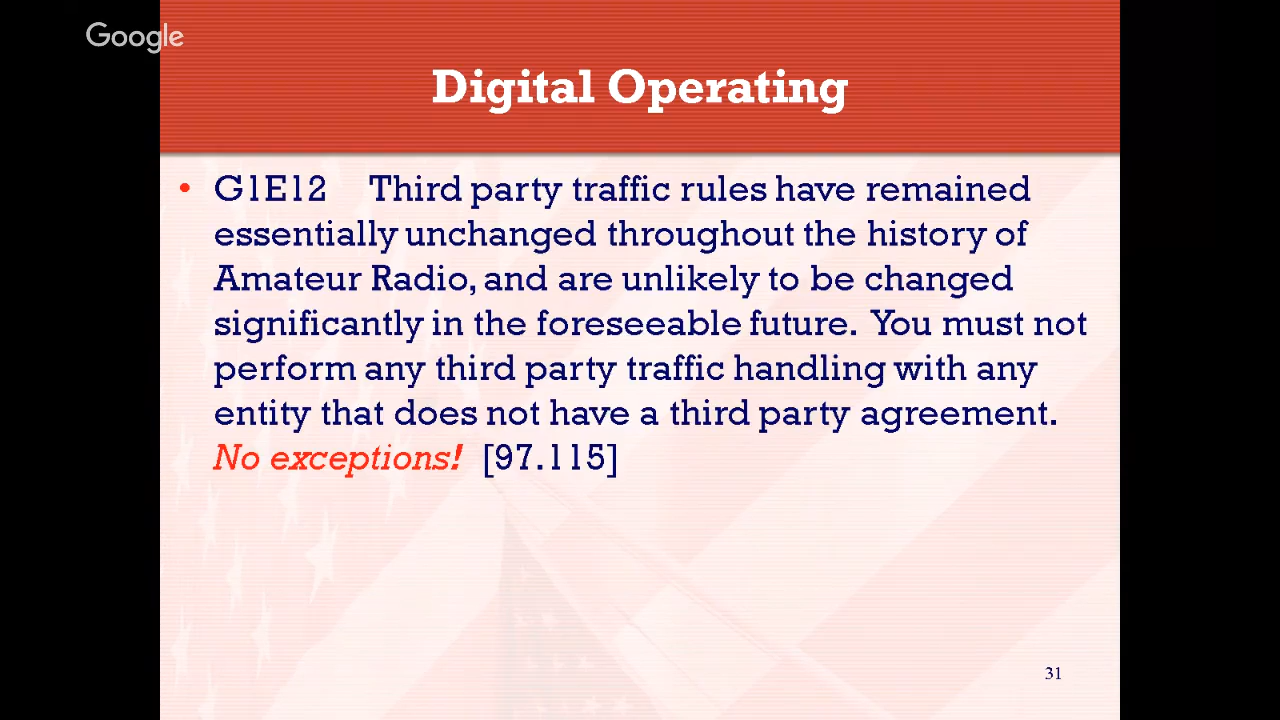 Google
Digital Operating
• G1E12 Third party traffic rules have remained
essentially unchanged throughout the history of
Amateur Radio, and are unlikely to be changed
significantly in the foreseeable future. You must not
perform any third party traffic handling with any
entity that does not have a third party agreement.
No exceptions! [97.115]
31